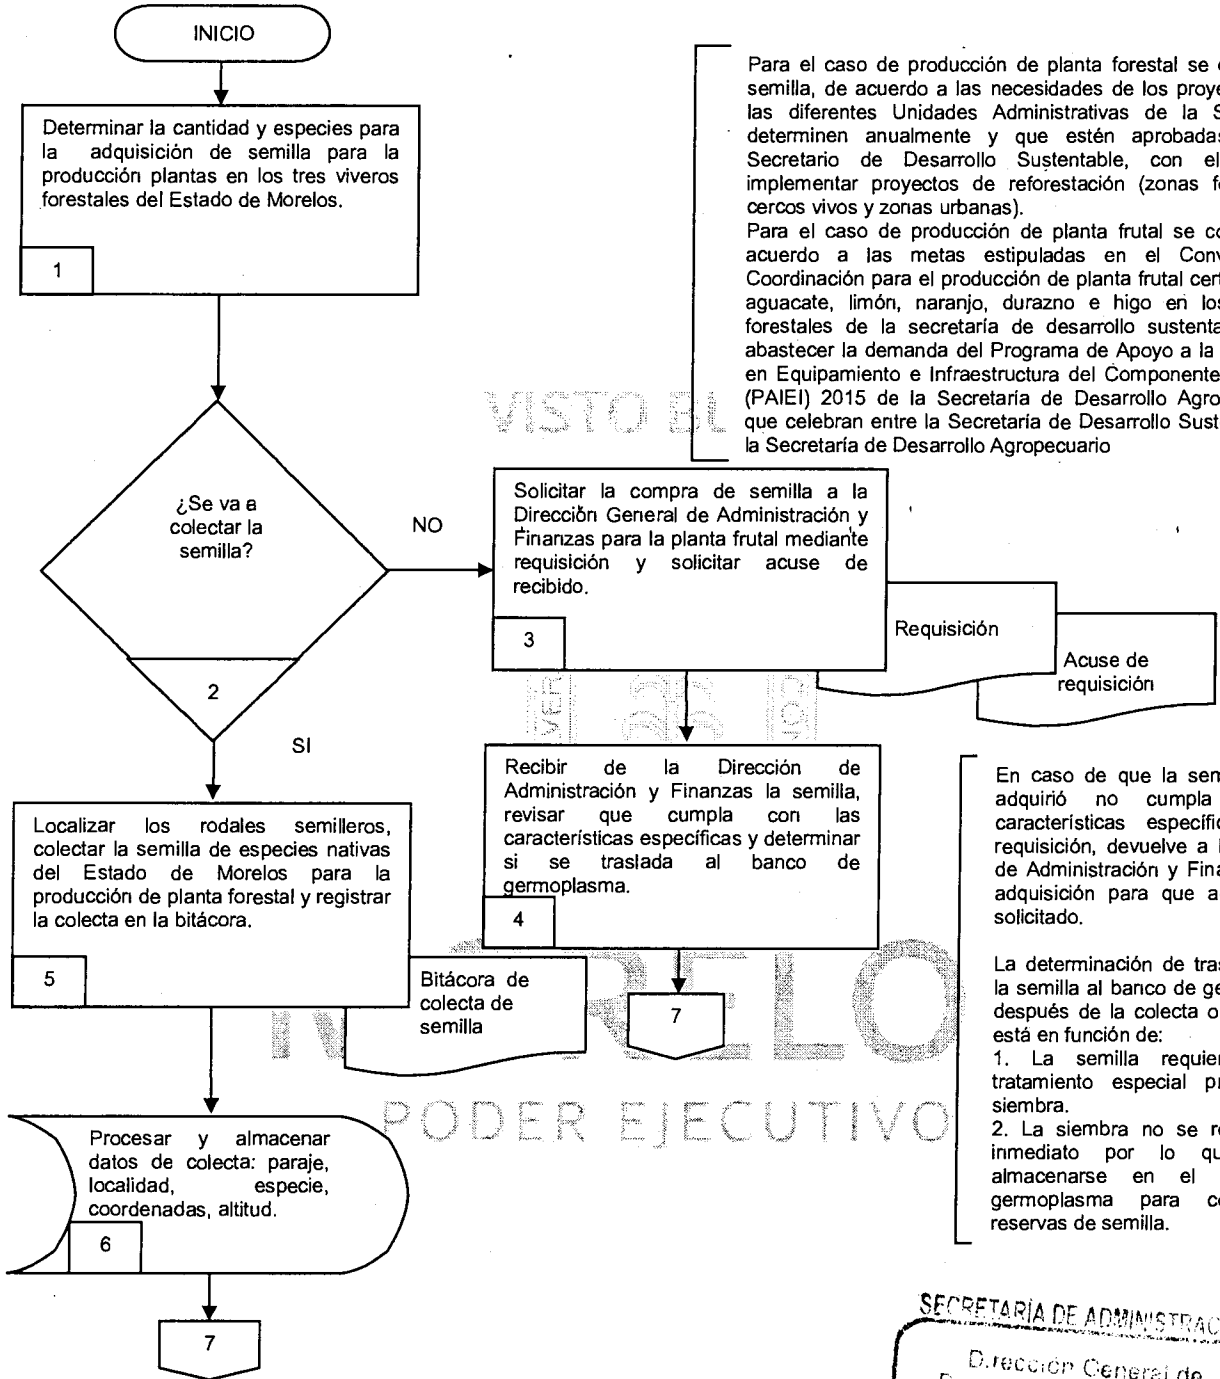 INICIO
Determinar la cantidad y especies para
la adquisición de semilla para la
producción plantas en los tres viveros
forestales del Estado de Morelos.
1
Para el caso de producción de planta forestal se
semilla, de acuerdo a las necesidades de los
las diferentes Unidades Administrativas de la
determinen anualmente y que estén
Secretario de Desarrollo Sustentable, con el
implementar proyectos de reforestación (zonas
cercos vivos y zonas urbanas).
Para el caso de producción de planta frutal se
acuerdo a las metas estipuladas en el
Coordinación para el producción de planta frutal
aguacate, limón, naranjo, durazno e higo en
forestales de la secretaría de desarrollo
abastecer la demanda del Programa de Apoyo a la
en Equipamiento e Infraestructura del Componente
(PAIEI) 2015 de la Secretaría de Desarrollo
que celebran entre la Secretaría de Desarrollo
la Secretaría de Desarrollo Agropecuario
VISTO
¿Se va a
colectar la
semilla?
2
NO
SI
Solicitar la compra de semilla a la
Dirección General de Administración y
Finanzas para la planta frutal mediante
requisición y solicitar acuse de
recibido.
3
Requisición
Acuse de
requisición
Recibir de la Dirección de
Administración y Finanzas la semilla,
revisar que cumpla con las
características específicas y determinar
si se traslada al banco de
germoplasma.
4
7
En caso de que la
adquirió no cumpla
características
requisición, devuelve a
de Administración y
adquisición para que
solicitado.
La determinación de
la semilla al banco de
después de la colecta o
está en función de:
1. La semilla
tratamiento especial
siembra.
2. La siembra no se
inmediato por lo
almacenarse en el
germoplasma para
reservas de semilla.
Localizar los rodales semilleros,
colectar la semilla de especies nativas
del Estado de Morelos para la
producción de planta forestal y registrar
la colecta en la bitácora.
5
Bitácora de
colecta de
semilla
PODER EJECUTIVO
Procesar y almacenar
datos de colecta: paraje,
localidad, especie,
coordenadas, altitud.
6
7
SECRETARÍA DE
Dirección General de